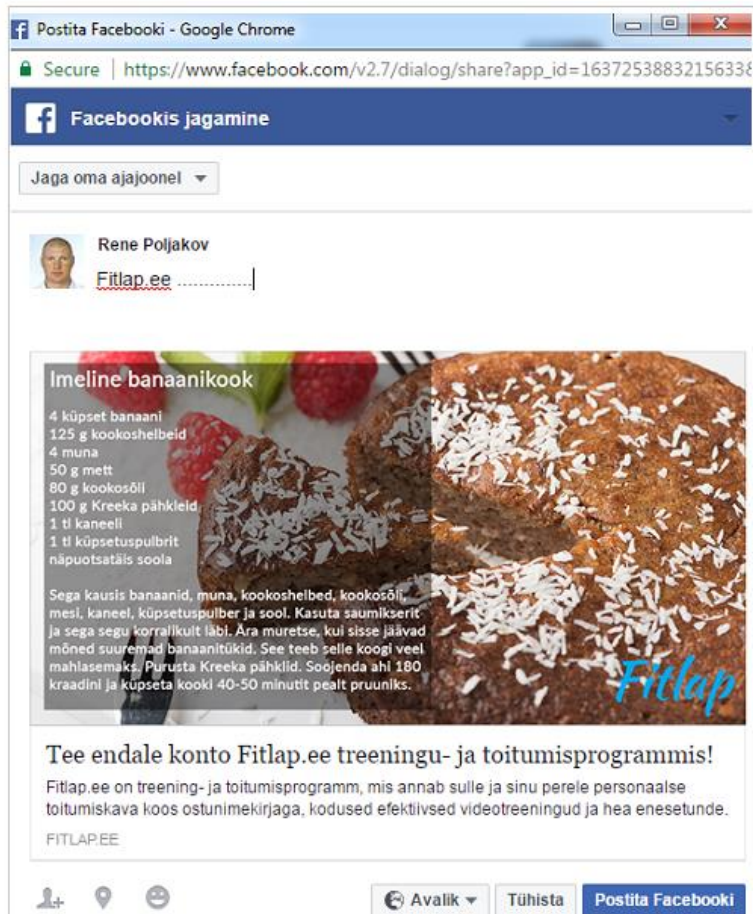 Postita Facebooki - Google Chrome
Secure | https://www.facebook.com/v2.7/dialog/share?app_id=1637253883215633
Facebookis jagamine
Jaga oma ajajoonel
Rene Poljakov
Fitlap.ee ..............
Imeline banaanikook
4 küpset banaani
125 g kookoshelbeid
4 muna
50 g mett
80 g kookosõli
100 g Kreeka pähkleid
1 tl kaneeli
1 tl küpsetuspulbrit
näpuotsatäis soola
Sega kausis banaanid, muna, kookoshelbed, kookosõli,
mesi, kaneel, küpsetuspulber ja sool. Kasuta saumikserit
ja sega segu korralikult läbi. Ära muretse, kui sisse jäävad
mõned suuremad banaanitükid. See teeb selle koogi veel
mahlasemaks. Purusta Kreeka pähklid. Soojenda ahi 180
kraadini ja küpseta kooki 40-50 minutit pealt pruuniks.
Fitlap
Tee endale konto Fitlap.ee treeningu- ja toitumisprogrammis!
Fitlap.ee on treening- ja toitumisprogramm, mis annab sulle ja sinu perele personaalse
toitumiskava koos ostunimekirjaga, kodused efektiivsed videotreeningud ja hea enesetunde.
FITLAP.EE
Avalik
Tühista
Postita Facebooki